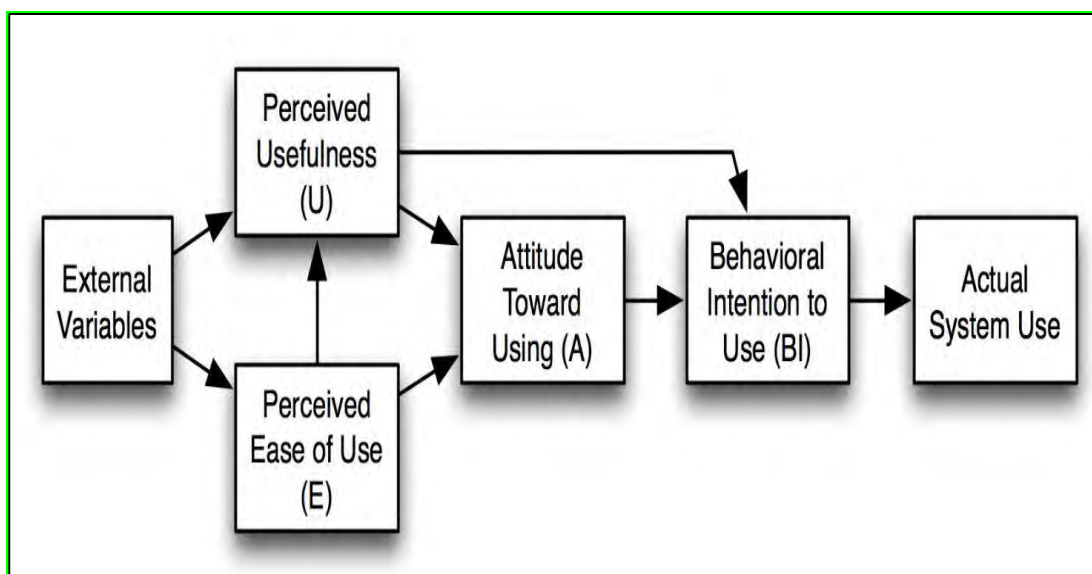 Perceived
Usefulness
(U)
External
Variables
Attitude
Toward
Using (A)
Behavioral
Intention to
Use (BI)
Actual
System Use
Perceived
Ease of Use
(E)